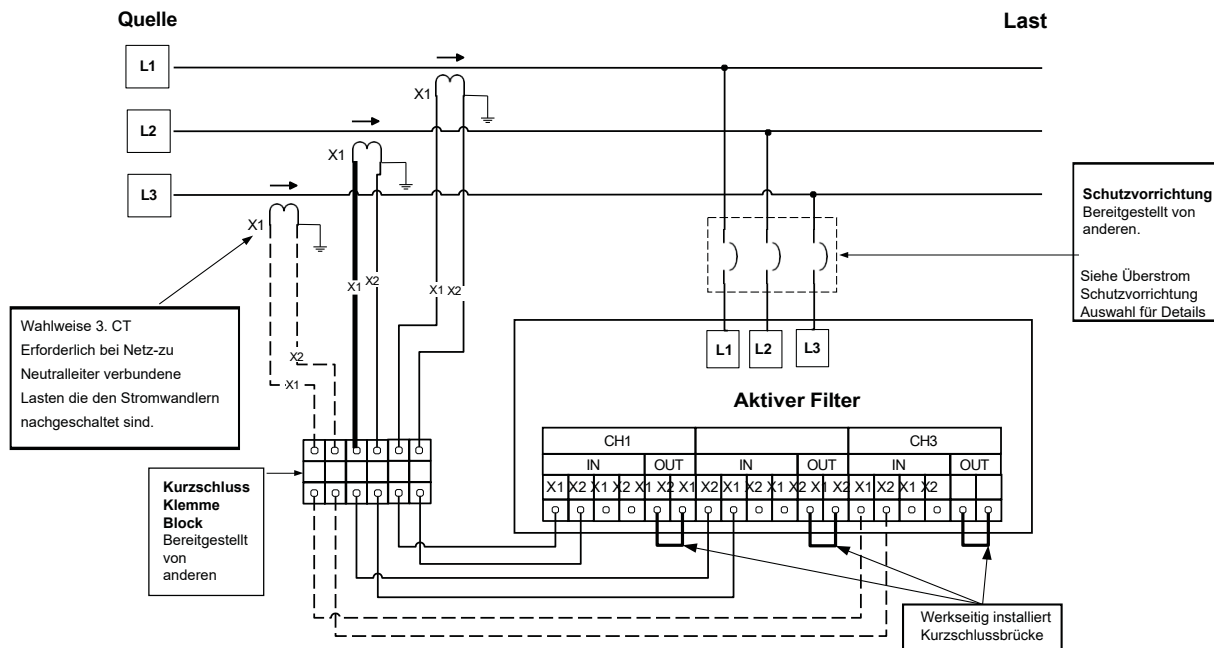 Quelle
Last
L1
X1
L2
X1
L3
X1
Schutzvorrichtung
Bereitgestellt von
anderen.
Siehe Überstrom
Schutzvorrichtung
Auswahl für Details
X1 X2
X1 X2
Wahlweise 3. CT
Erforderlich bei Netz-zu
Neutralleiter verbundene
Lasten die den Stromwandlern
nachgeschaltet sind.
X2
X1
L1 L2 L3
Aktiver Filter
CH1 CH3
IN OUT IN OUT IN OUT
X1 X2 X1 X2 X1 X2 X1 X2 X1 X2 X1 X2 X1 X2 X1 X2 X1 X2
Kurzschluss
Klemme
Block
Bereitgestellt
von
anderen
Werkseitig installiert
Kurzschlussbrücke